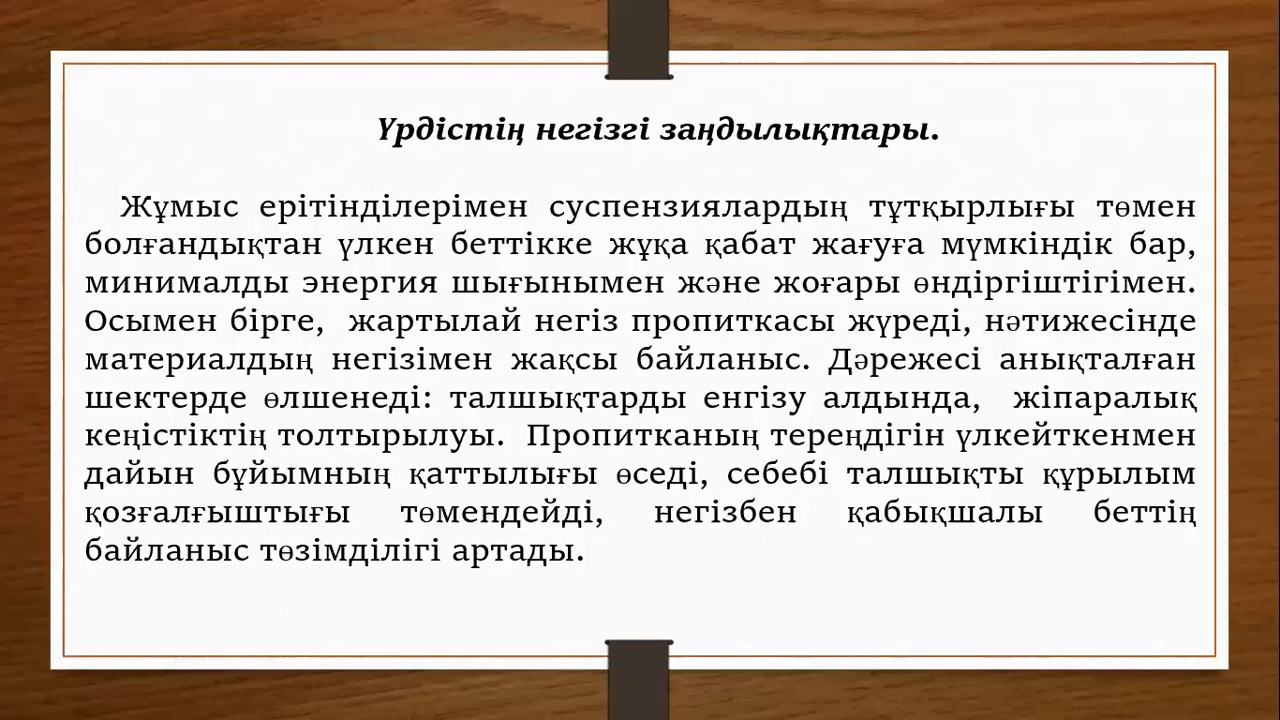 Үрдістің негізгі заңдылықтары.
Жұмыс ерітінділерімен суспензиялардың тұтқырлығы төмен
болғандықтан үлкен беттікке жұқа қабат жағуға мүмкіндік бар,
минималды энергия шығынымен және жоғары өндіргіштігімен.
Осымен бірге, жартылай негіз пропиткасы жүреді, нәтижесінде
материалдың негізімен жақсы байланыс. Дәрежесі анықталған
шектерде өлшенеді: талшықтарды енгізу алдында, жіпаралық
кеңістіктің толтырылуы. Пропитканың тереңдігін үлкейткенмен
дайын бұйымның қаттылығы өседі, себебі талшықты құрылым
қозғалғыштығы төмендейді, негізбен қабықшалы беттің
байланыс төзімділігі артады.